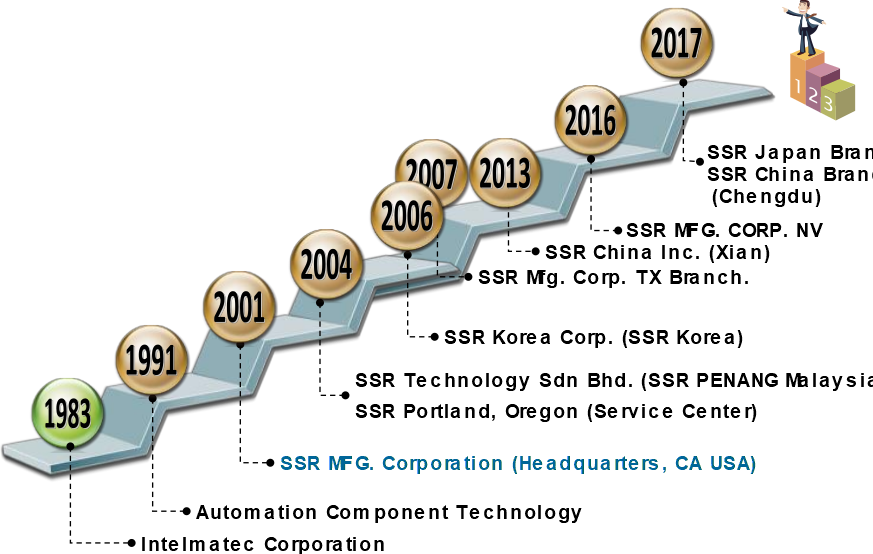 2017
1
2
3
2016
SSR Japan
SSR China
(Chengdu)
2007
2013
2006
SSR MFG. CORP. NV
SSR China Inc. (Xian)
SSR Mfg. Corp. TX Branch.
2004
2001
SSR Korea Corp. (SSR Korea)
1991
SSR Technology Sdn Bhd. (SSR PENANG Malaysia
1983
SSR Portland, Oregon (Service Center)
SSR MFG. Corporation (Headquarters, CA USA)
Automation Component Technology
Intelmatec Corporation